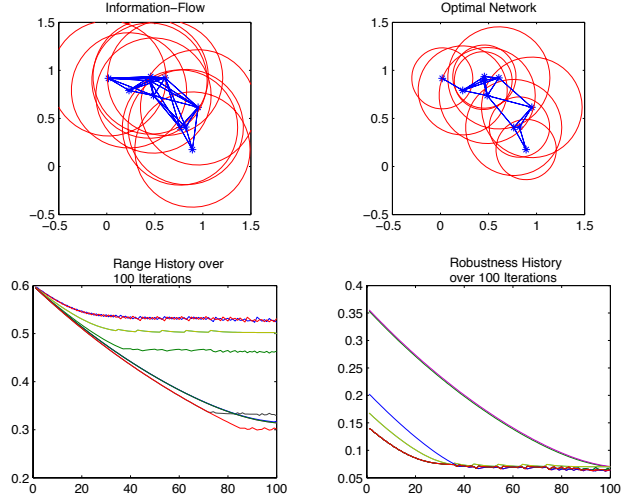 Information−Flow
1.5
1
0.5
0
−0.5
−0.5 0 0.5 1 1.5
Optimal Network
1.5
1
0.5
0
−0.5
−0.5 0 0.5 1 1.5
Range History over
100 Iterations
0.6
0.5
0.4
0.3
0.2
0 20 40 60 80 100
Robustness History
over 100 Iterations
0.4
0.35
0.3
0.25
0.2
0.15
0.1
0.05
0 20 40 60 80 100